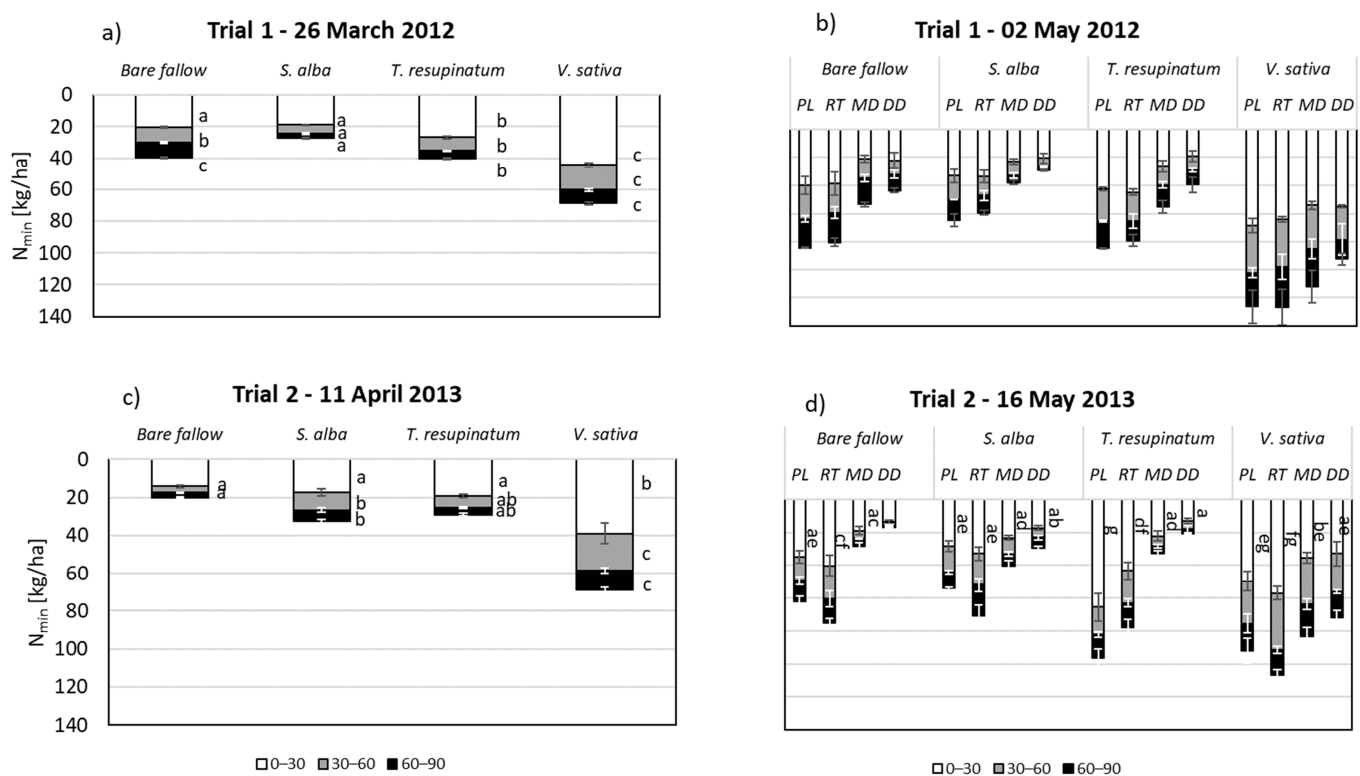 a)
Trial 1 - 26 March 2012
Bare fallow S. alba T. resupinatum V. sativa
Nmin [kg/ha]
0
20
40
60
80
100
120
140
a
b
c
a
a
a
b
b
b
c
c
c
b)
Trial 1 - 02 May 2012
Bare fallow S. alba T. resupinatum V. sativa
PL RT MD DD PL RT MD DD PL RT MD DD PL RT MD DD
c)
Trial 2 - 11 April 2013
Bare fallow S. alba T. resupinatum V. sativa
Nmin [kg/ha]
0
20
40
60
80
100
120
140
a
a
a
b
b
a
ab
ab
b
c
c
0–30 30–60 60–90
d)
Trial 2 - 16 May 2013
Bare fallow S. alba T. resupinatum V. sativa
PL RT MD DD PL RT MD DD PL RT MD DD PL RT MD DD
ae cf ac ae ae ad ab g df ad a eg fg be ae
0–30 30–60 60–90